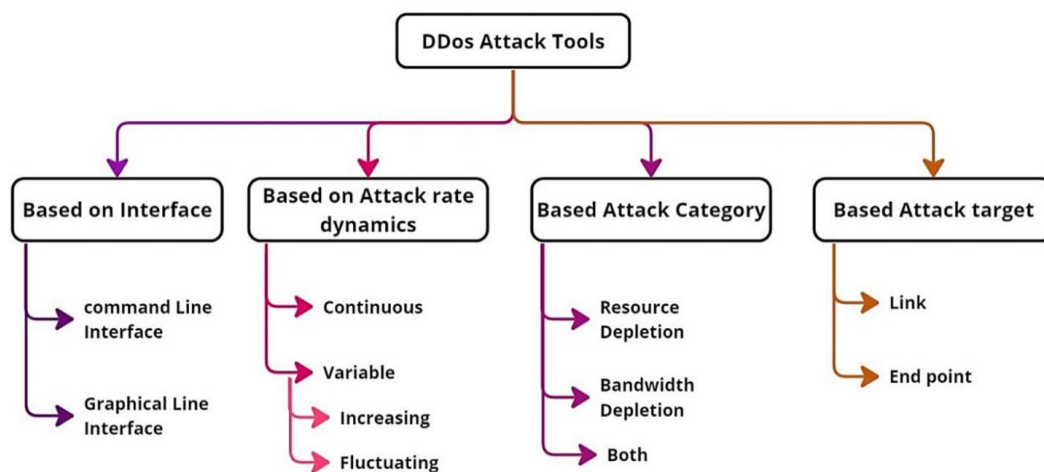 DDos Attack Tools
Based on Interface
Based on Attack rate
dynamics
Based Attack Category
Based Attack target
command Line
Interface
Graphical Line
Interface
Continuous
Variable
Increasing
Fluctuating
Resource
Depletion
Bandwidth
Depletion
Both
Link
End point